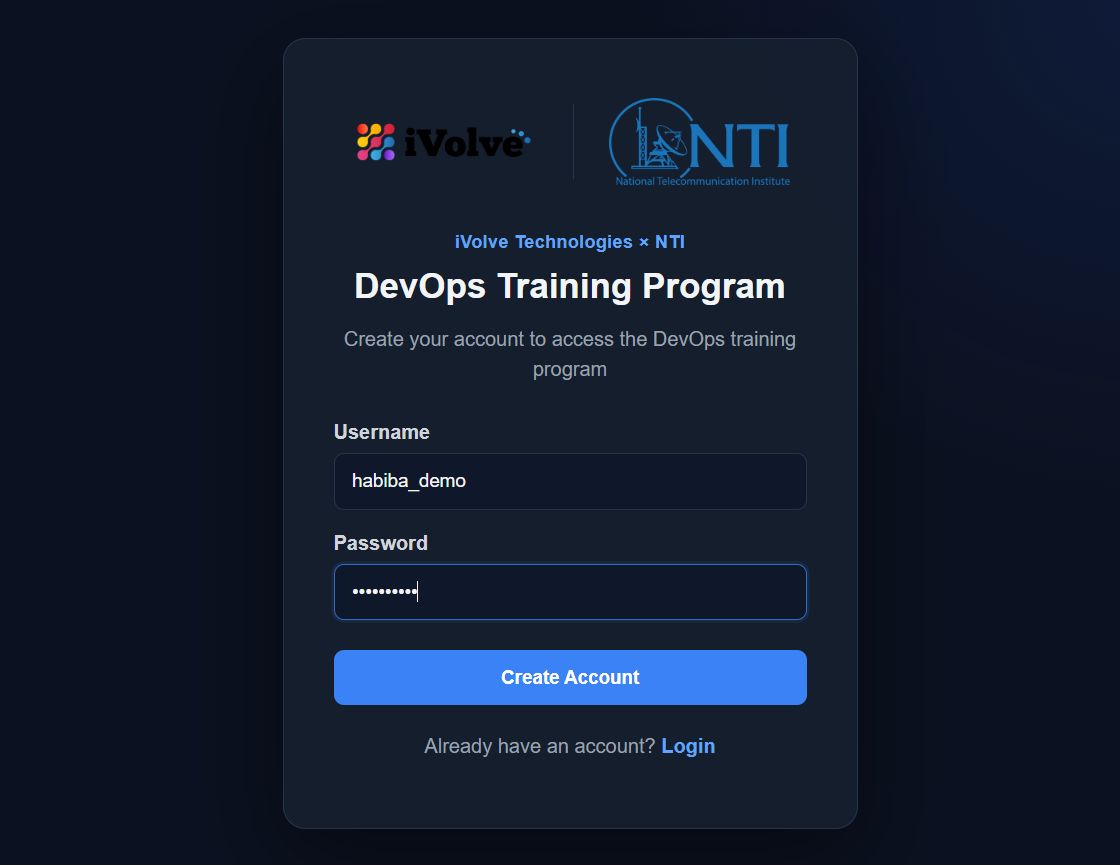 iVolve
NTI
National Telecommunication Institute
iVolve Technologies × NTI
DevOps Training Program
Create your account to access the DevOps training
program
Username
habiba_demo
Password
••••••••••
Create Account
Already have an account? Login